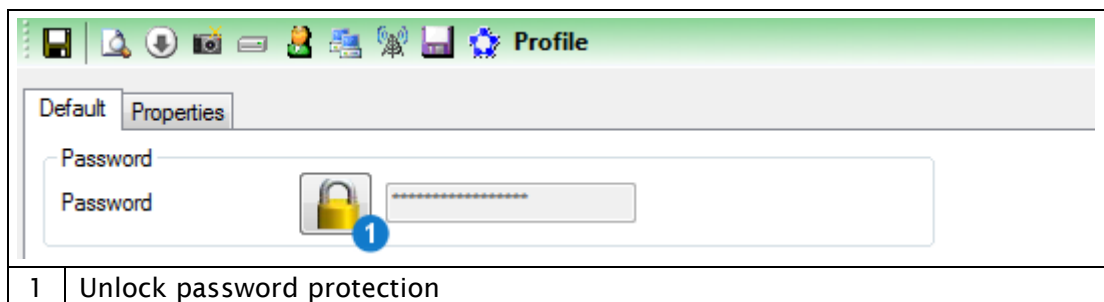 Profile
Default Properties
Password
Password *****************
1
1 Unlock password protection